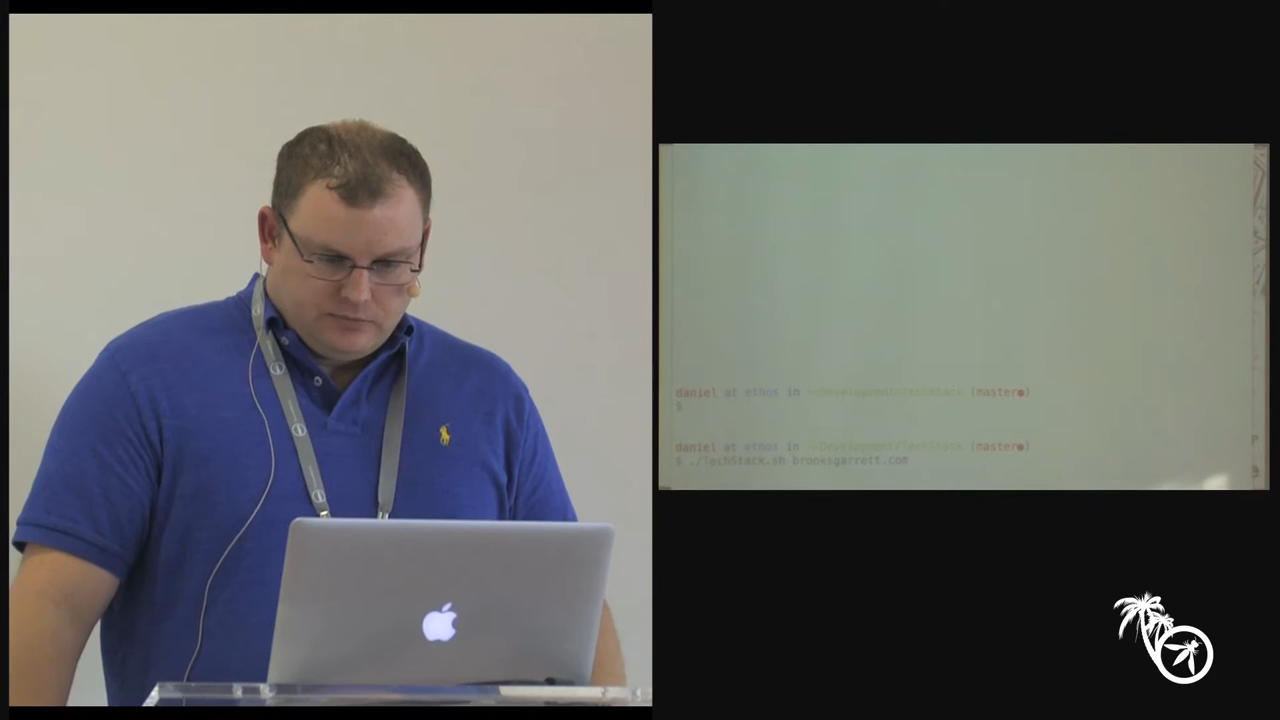 daniel at ethos in ~/Development/TechStack (master●)
$
daniel at ethos in ~/Development/TechStack (master●)
$ ./TechStack.sh brooksgarrett.com